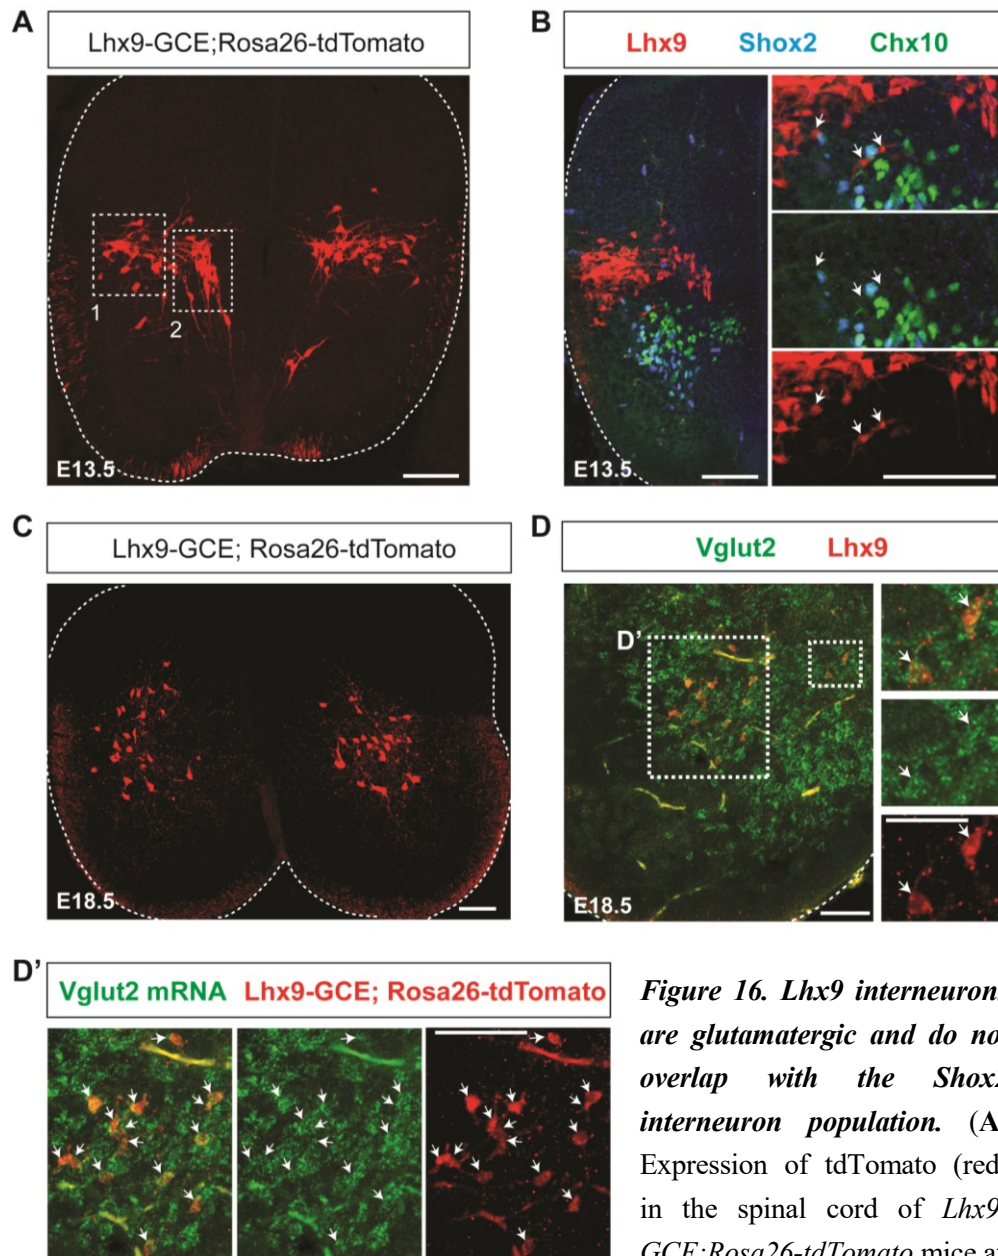 A
Lhx9-GCE;Rosa26-tdTomato
1
2
E13.5
B
Lhx9 Shox2 Chx10
E13.5
C
Lhx9-GCE; Rosa26-tdTomato
E18.5
D
Vglut2 Lhx9
D'
E18.5
D'
Vglut2 mRNA Lhx9-GCE; Rosa26-tdTomato
Figure 16. Lhx9 interneuron
are glutamatergic and do no
overlap with the Shox
interneuron population. (A
Expression of tdTomato (red
in the spinal cord of Lhx9
GCE;Rosa26-tdTomato mice a